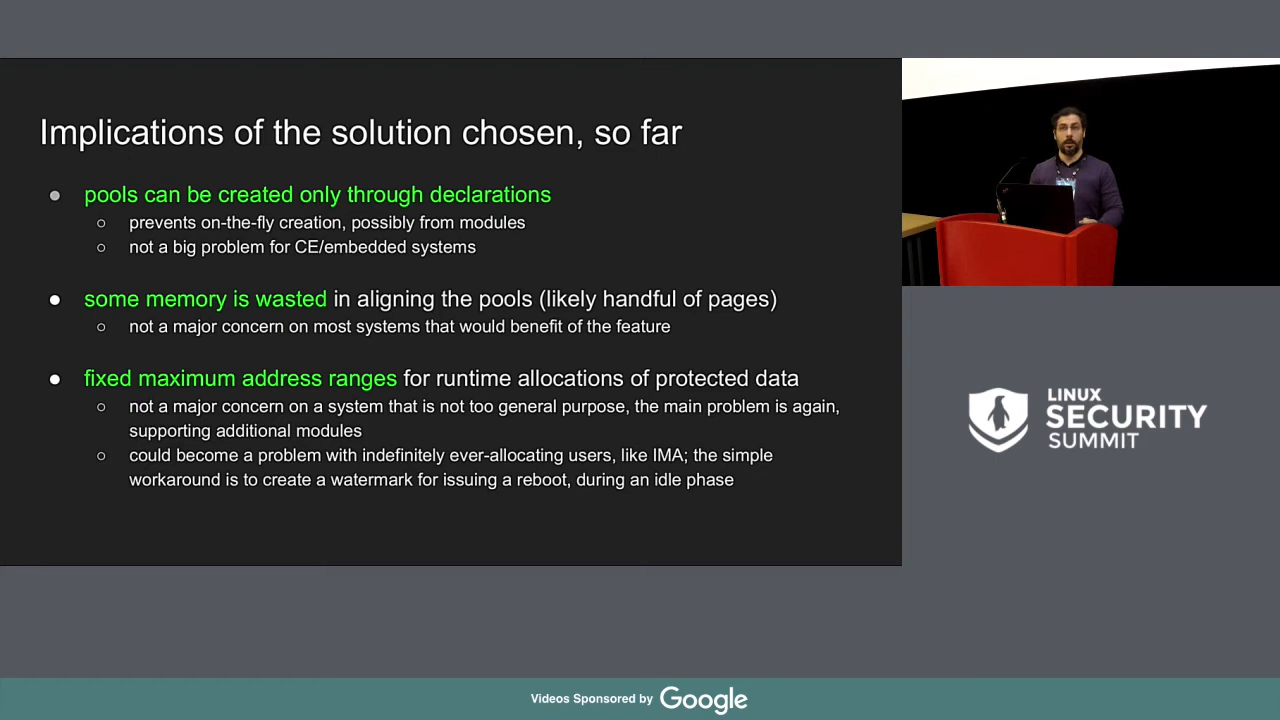 Implications of the solution chosen, so far
pools can be created only through declarations
prevents on-the-fly creation, possibly from modules
not a big problem for CE/embedded systems
some memory is wasted in aligning the pools (likely handful of pages)
not a major concern on most systems that would benefit of the feature
fixed maximum address ranges for runtime allocations of protected data
not a major concern on a system that is not too general purpose, the main problem is again,
supporting additional modules
could become a problem with indefinitely ever-allocating users, like IMA; the simple
workaround is to create a watermark for issuing a reboot, during an idle phase
LINUX
SECURITY
SUMMIT
Videos Sponsored by Google